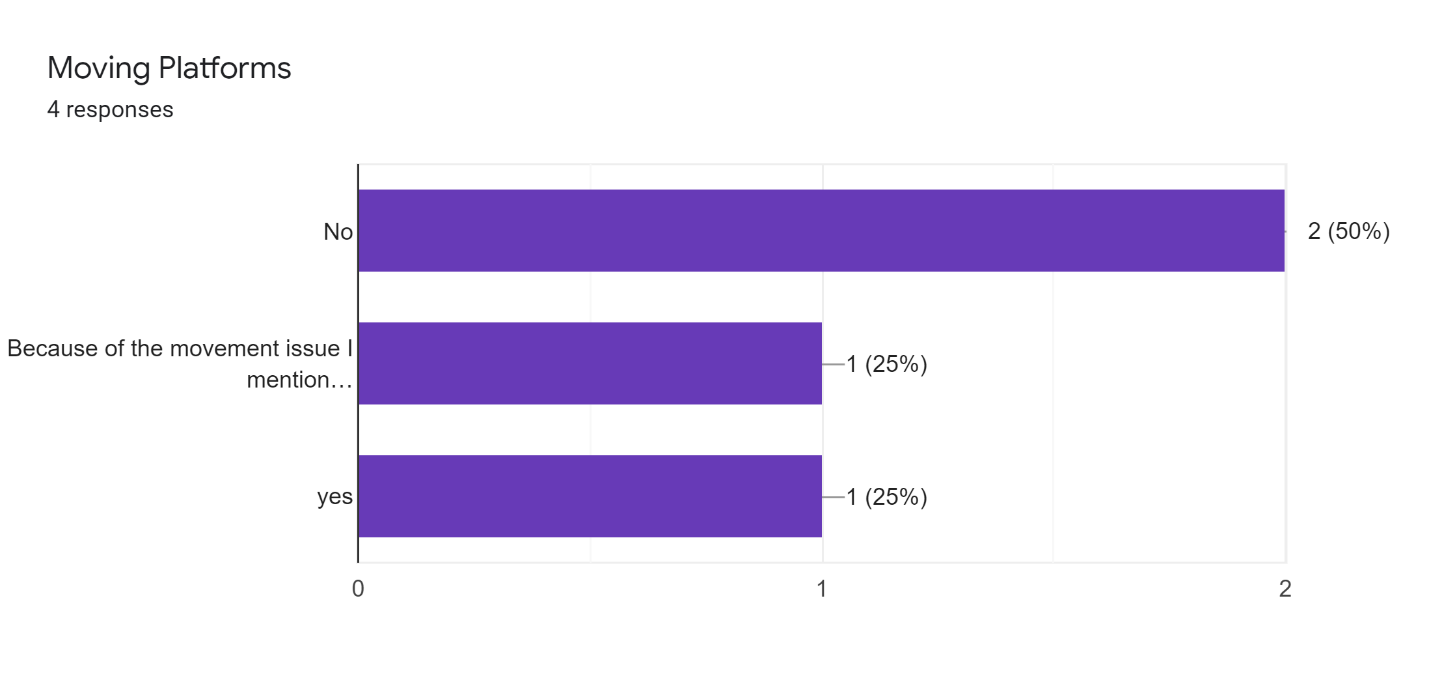 Moving Platforms
4 responses
No
2 (50%)
Because of the movement issue I
mention…
1 (25%)
yes
1 (25%)
0
1
2